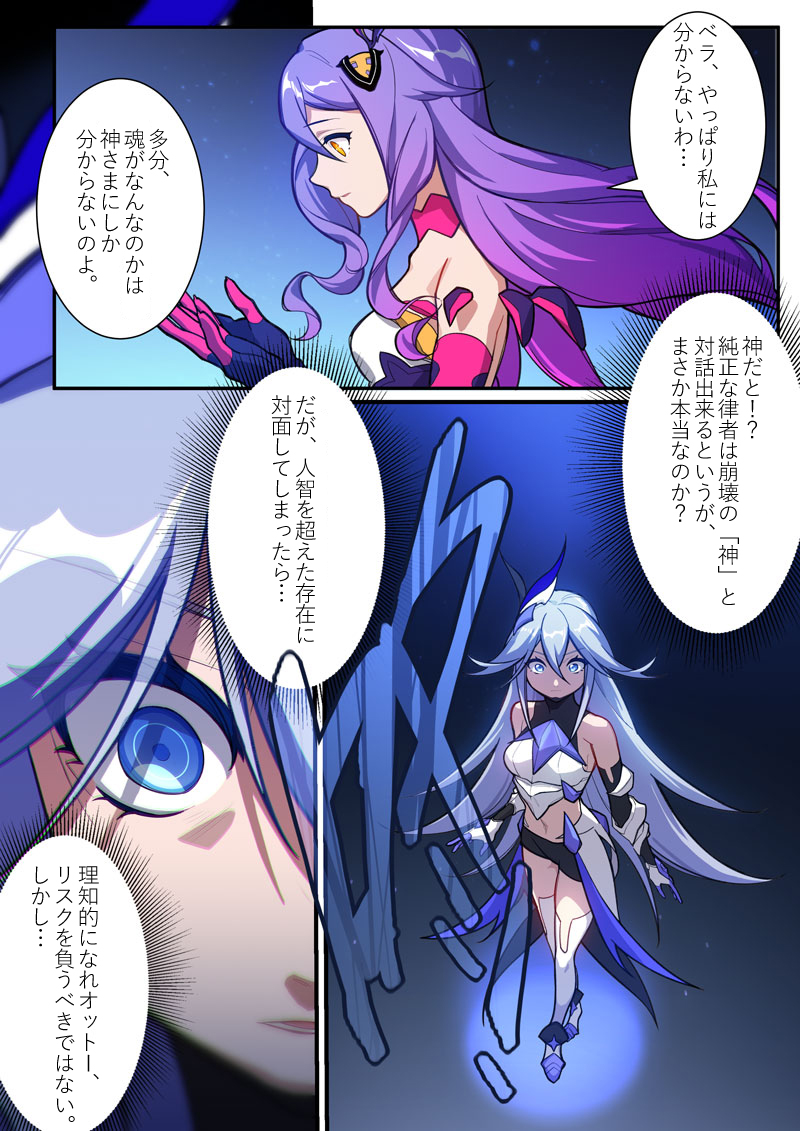 ベラ、やっぱり私には
分からないわ…
多分、
魂がなんなのかは
神さまにしか
分からないのよ。
神だと！？
純正な律者は崩壊の「神」と
対話出来るというが、
まさか本当なのか？
だが、人智を超えた存在に
対面してしまったら…
理知的になれオットー、
リスクを負うべきではない。
しかし…